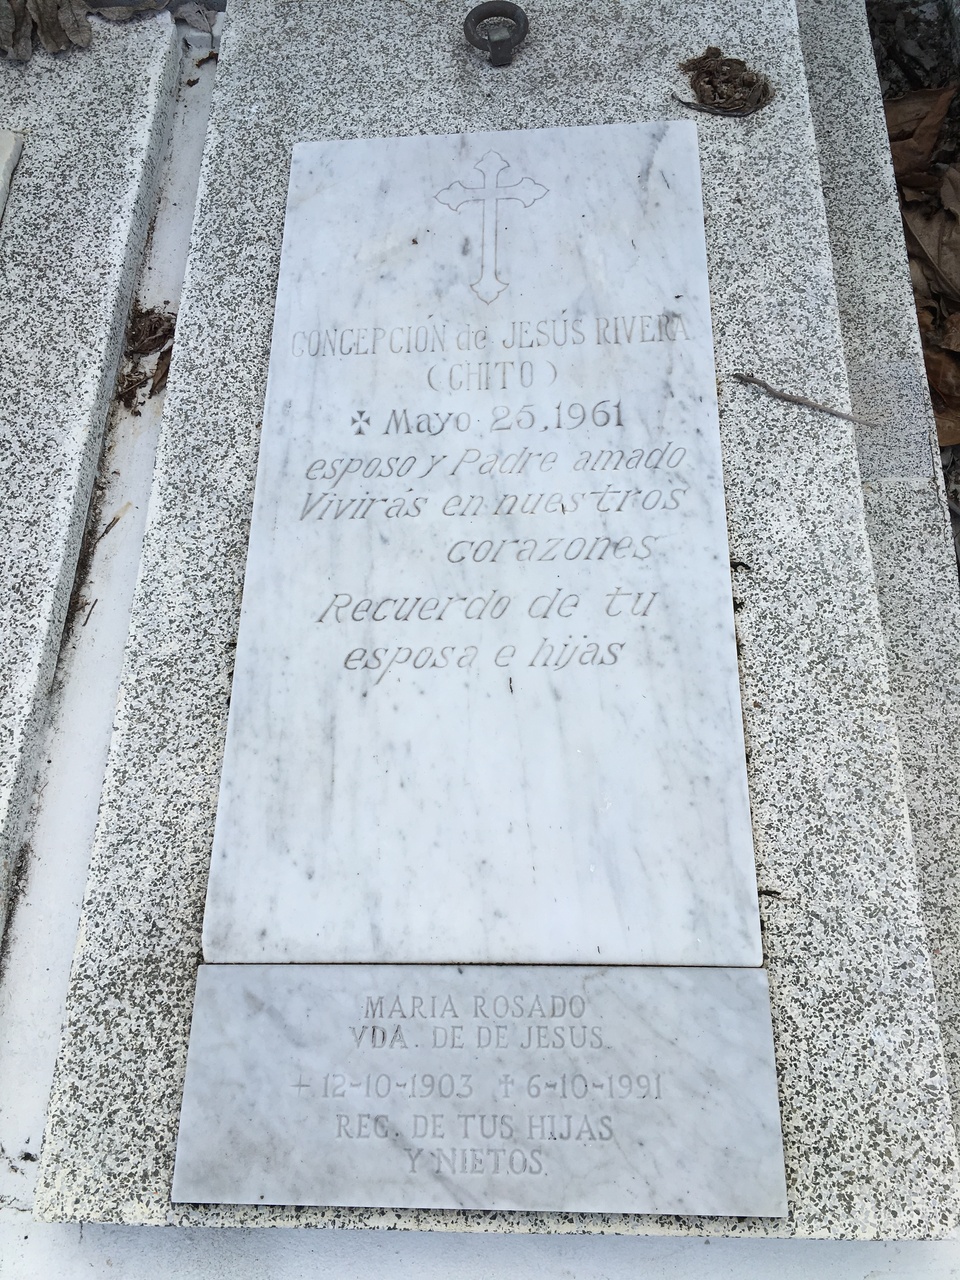 CONCEPCIÓN de JESÚS RIVERA
(CHITO)
✠ Mayo 25, 1961
esposo y Padre amado
Vivirás en nuestros
corazones
Recuerdo de tu
esposa e hijas
MARIA ROSADO
VDA. DE DE JESUS.
+ 12-10-1903 ✝ 6-10-1991
REC. DE TUS HIJAS
Y NIETOS.